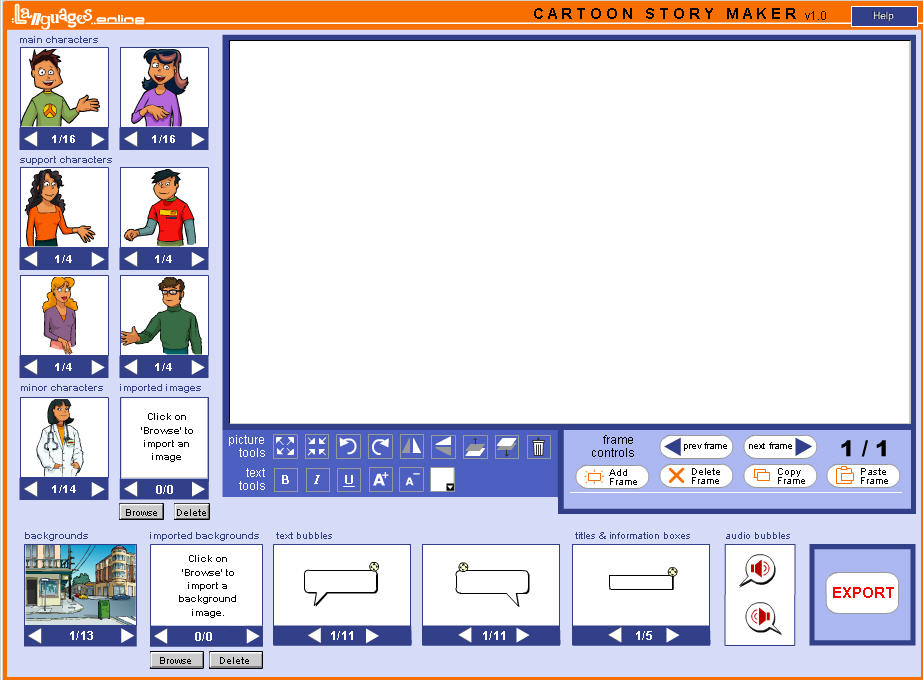 Languages online
CARTOON STORY MAKER v1.0
Help
main characters
1/16
1/16
support characters
1/4
1/4
1/4
1/4
minor characters
imported images
Click on
'Browse' to
import an
image
1/14
0/0
Browse
Delete
picture
tools
text
tools
B
I
U
A+
A-
frame
controls
prev frame
next frame
1 / 1
Add
Frame
Delete
Frame
Copy
Frame
Paste
Frame
backgrounds
imported backgrounds
text bubbles
titles & information boxes
audio bubbles
Click on
'Browse' to
import a
background
image.
EXPORT
1/13
0/0
1/11
1/11
1/5
Browse
Delete